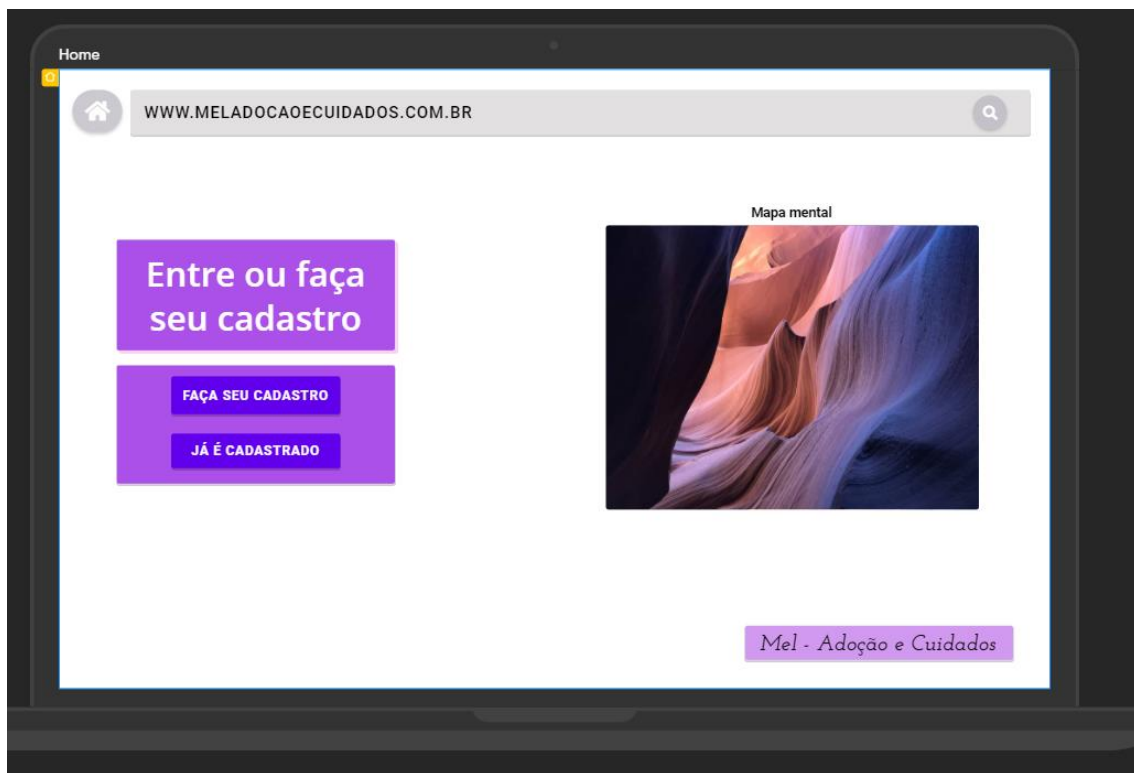 Home
WWW.MELADOCAOECUIDADOS.COM.BR
Mapa mental
Entre ou faça
seu cadastro
FAÇA SEU CADASTRO
JÁ É CADASTRADO
Mel - Adoção e Cuidados